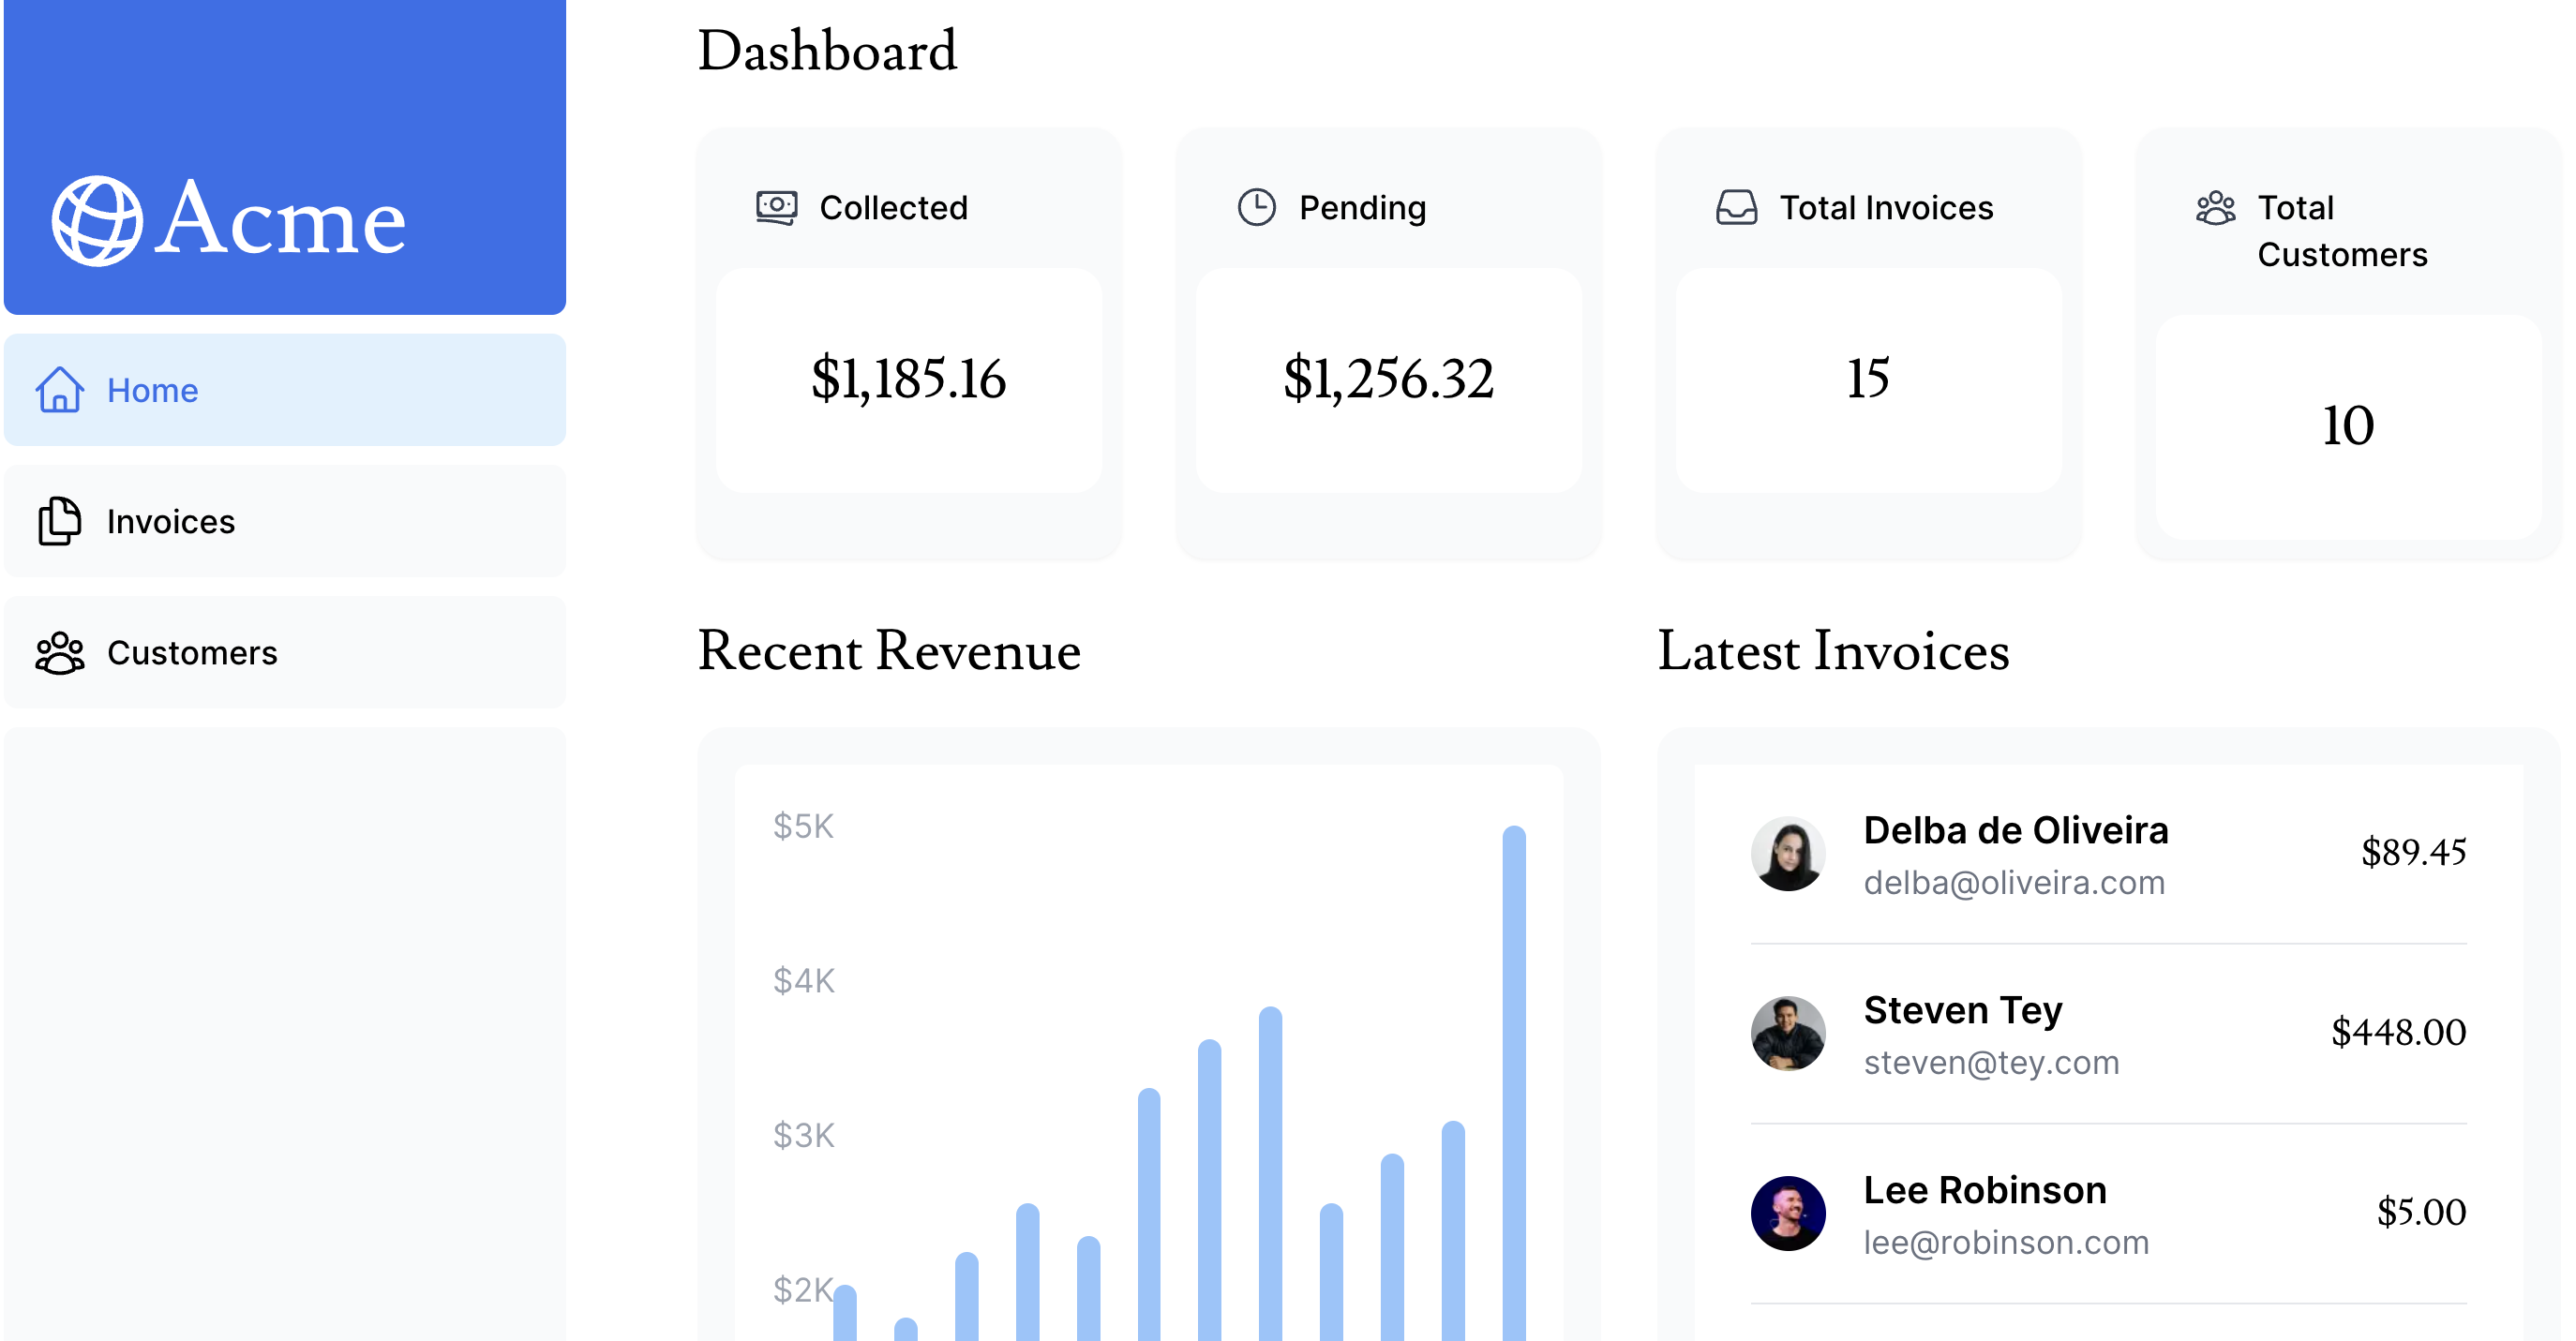 Acme
Home
Invoices
Customers
Dashboard
Collected
$1,185.16
Pending
$1,256.32
Total Invoices
15
Total
Customers
10
Recent Revenue
$5K
$4K
$3K
$2K
Latest Invoices
Delba de Oliveira
delba@oliveira.com
$89.45
Steven Tey
steven@tey.com
$448.00
Lee Robinson
lee@robinson.com
$5.00